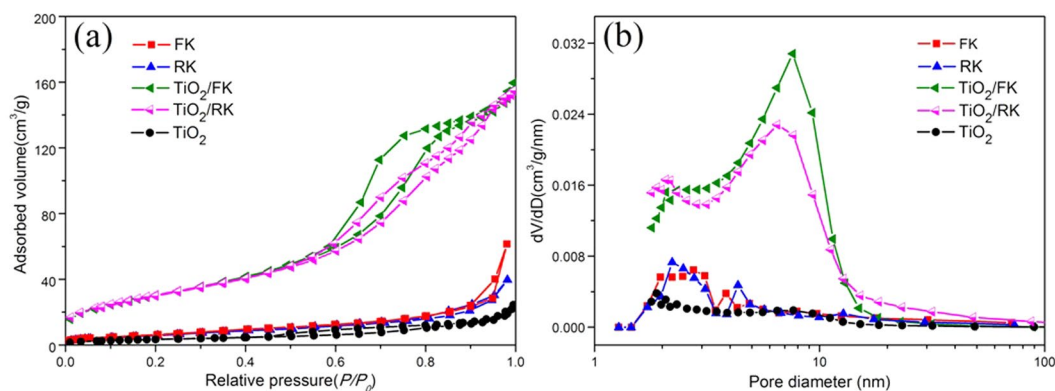 (a)
FK
RK
TiO₂/FK
TiO₂/RK
TiO₂
Adsorbed volume(cm³/g)
200
160
120
80
40
0
0.0 0.2 0.4 0.6 0.8 1.0
Relative pressure(P/P₀)
(b)
FK
RK
TiO₂/FK
TiO₂/RK
TiO₂
dV/dD(cm³/g/nm)
0.032
0.024
0.016
0.008
0.000
1 10 100
Pore diameter (nm)